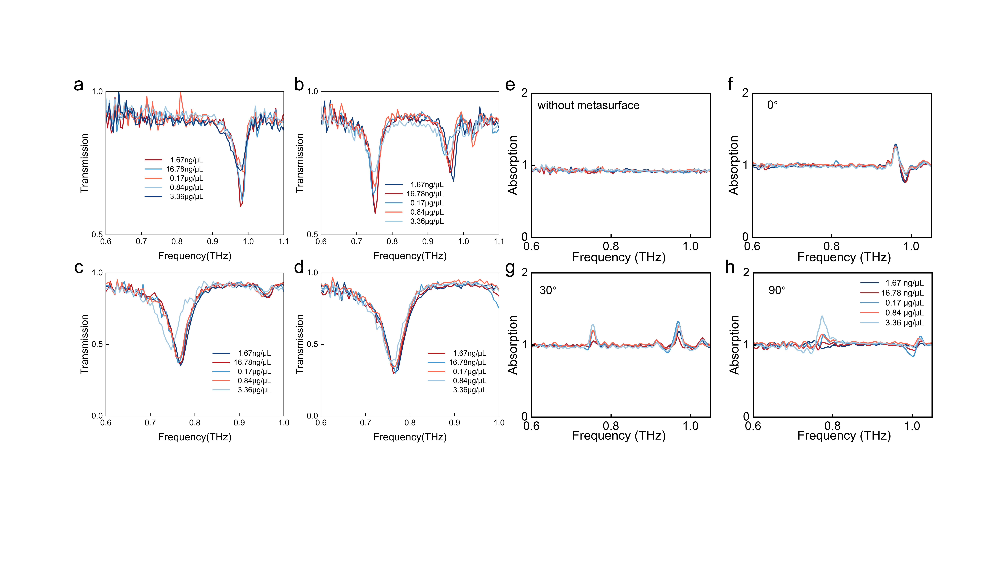 a
1.0
0.5
Transmission
1.67ng/µL
16.78ng/µL
0.17µg/µL
0.84µg/µL
3.36µg/µL
0.6 0.7 0.8 0.9 1.0 1.1
Frequency(THz)
b
1.0
0.5
Transmission
1.67ng/µL
16.78ng/µL
0.17µg/µL
0.84µg/µL
3.36µg/µL
0.6 0.7 0.8 0.9 1.0 1.1
Frequency(THz)
e
2
1
0
Absorption
without metasurface
0.6 0.8 1.0
Frequency (THz)
f
2
1
0
Absorption
0°
0.6 0.8 1.0
Frequency (THz)
c
1.0
0.5
0.0
Transmission
1.67ng/µL
16.78ng/µL
0.17µg/µL
0.84µg/µL
3.36µg/µL
0.6 0.7 0.8 0.9 1.0
Frequency(THz)
d
1.0
0.5
0.0
Transmission
1.67ng/µL
16.78ng/µL
0.17µg/µL
0.84µg/µL
3.36µg/µL
0.6 0.7 0.8 0.9 1.0
Frequency(THz)
g
2
1
0
Absorption
30°
0.6 0.8 1.0
Frequency (THz)
h
2
1
0
Absorption
90°
1.67 ng/µL
16.78 ng/µL
0.17 µg/µL
0.84 µg/µL
3.36 µg/µL
0.6 0.8 1.0
Frequency (THz)